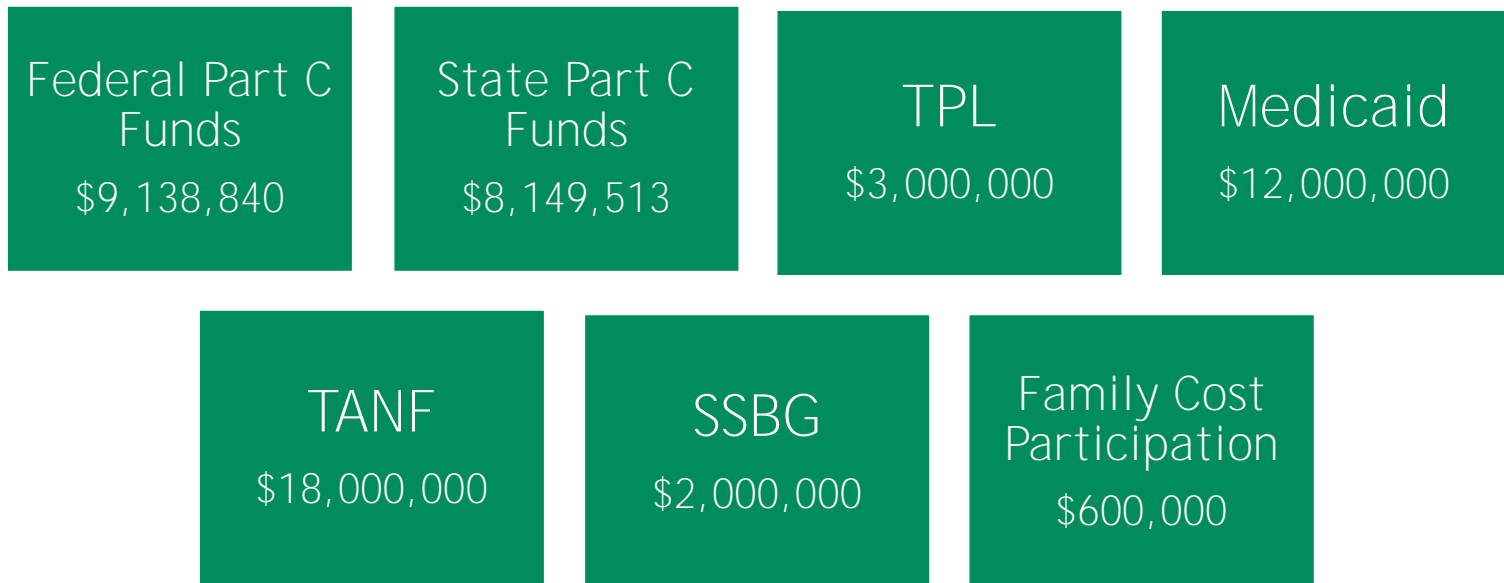 Federal Part C
Funds
$9,138,840
State Part C
Funds
$8,149,513
TPL
$3,000,000
Medicaid
$12,000,000
TANF
$18,000,000
SSBG
$2,000,000
Family Cost
Participation
$600,000